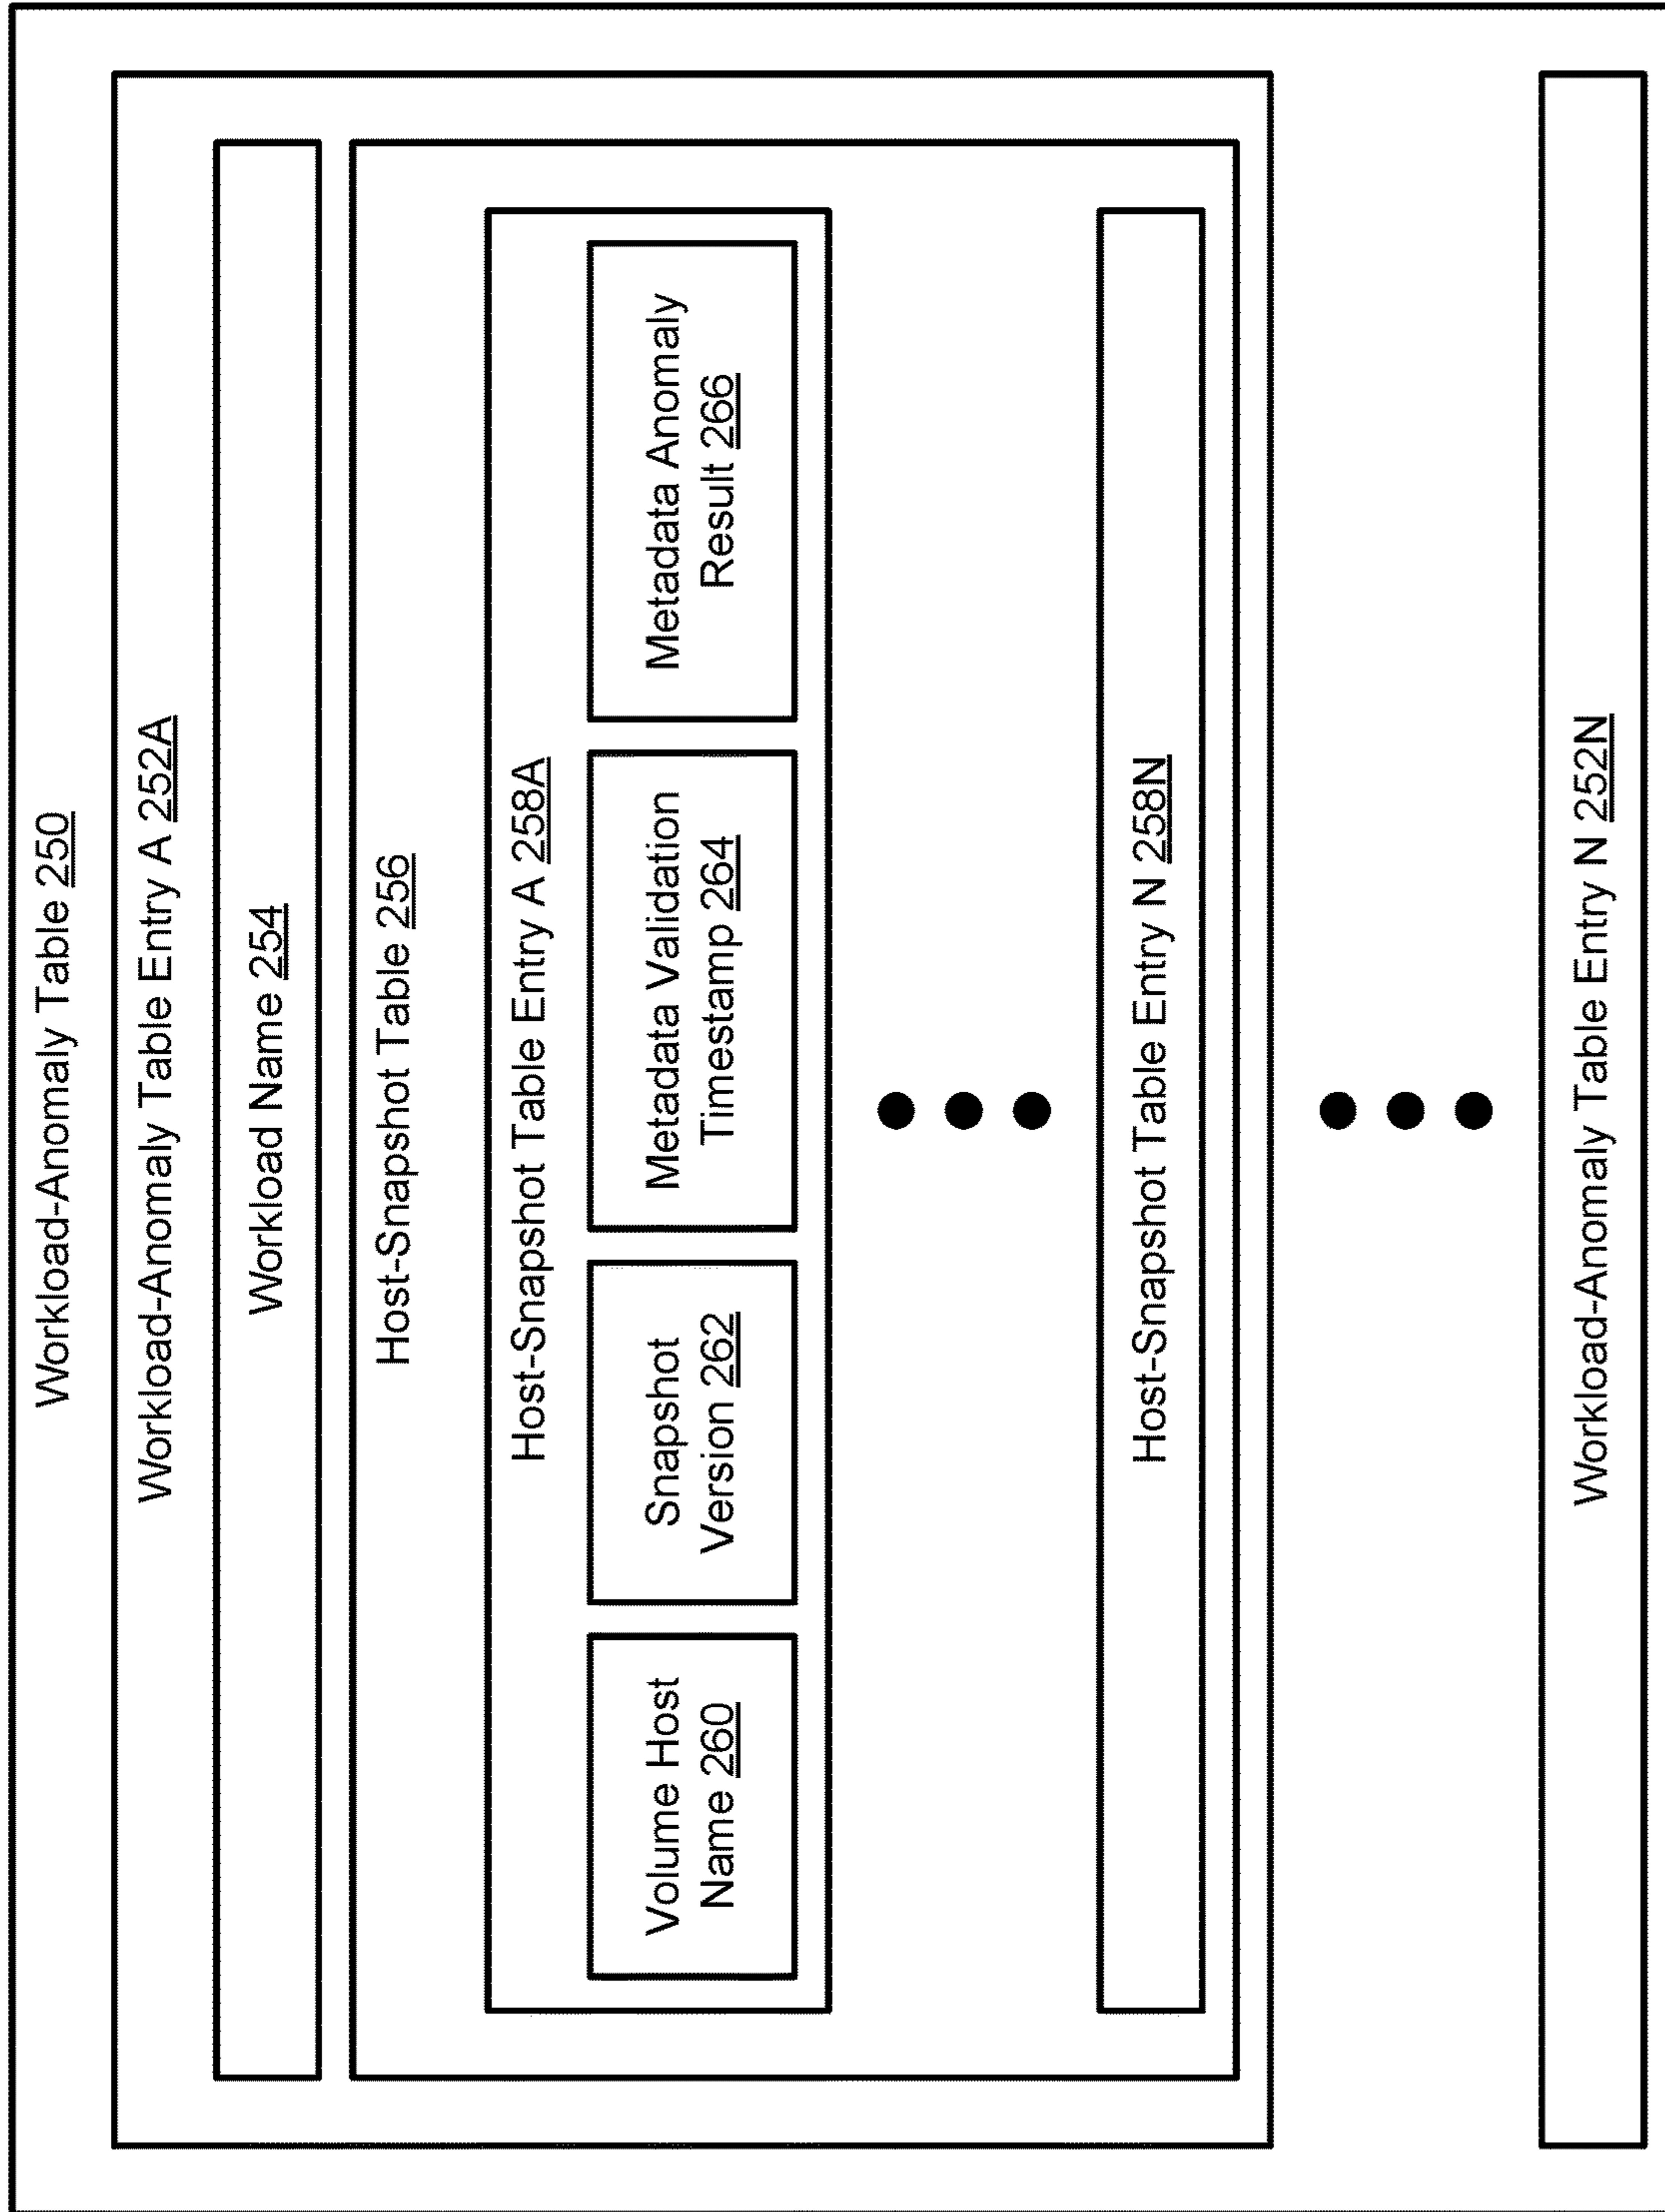 Workload-Anomaly Table 250
Workload-Anomaly Table Entry A 252A
Workload Name 254
Host-Snapshot Table 256
Host-Snapshot Table Entry A 258A
Volume Host
Name 260
Snapshot
Version 262
Metadata Validation
Timestamp 264
Metadata Anomaly
Result 266
Host-Snapshot Table Entry N 258N
Workload-Anomaly Table Entry N 252N